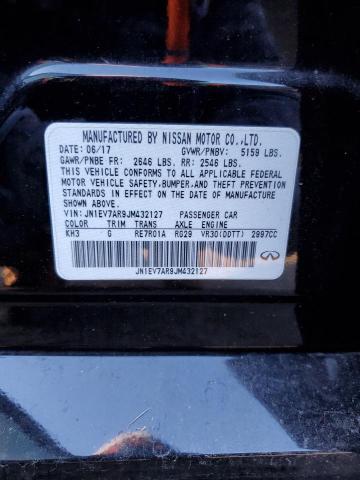 MANUFACTURED BY NISSAN MOTOR CO.,LTD.
DATE: 06/17 GVWR/PNBV: 5159 LBS.
GAWR/PNBE FR: 2646 LBS. RR: 2546 LBS.
THIS VEHICLE CONFORMS TO ALL APPLICABLE FEDERAL
MOTOR VEHICLE SAFETY,BUMPER,AND THEFT PREVENTION
STANDARDS IN EFFECT ON THE DATE OF MANUFACTURE
SHOWN ABOVE.
VIN: JN1EV7AR9JM432127 PASSENGER CAR
COLOR TRIM TRANS AXLE ENGINE
KH3 G RE7R01A RG29 VR30(DDTT) 2997CC
JN1EV7AR9JM432127